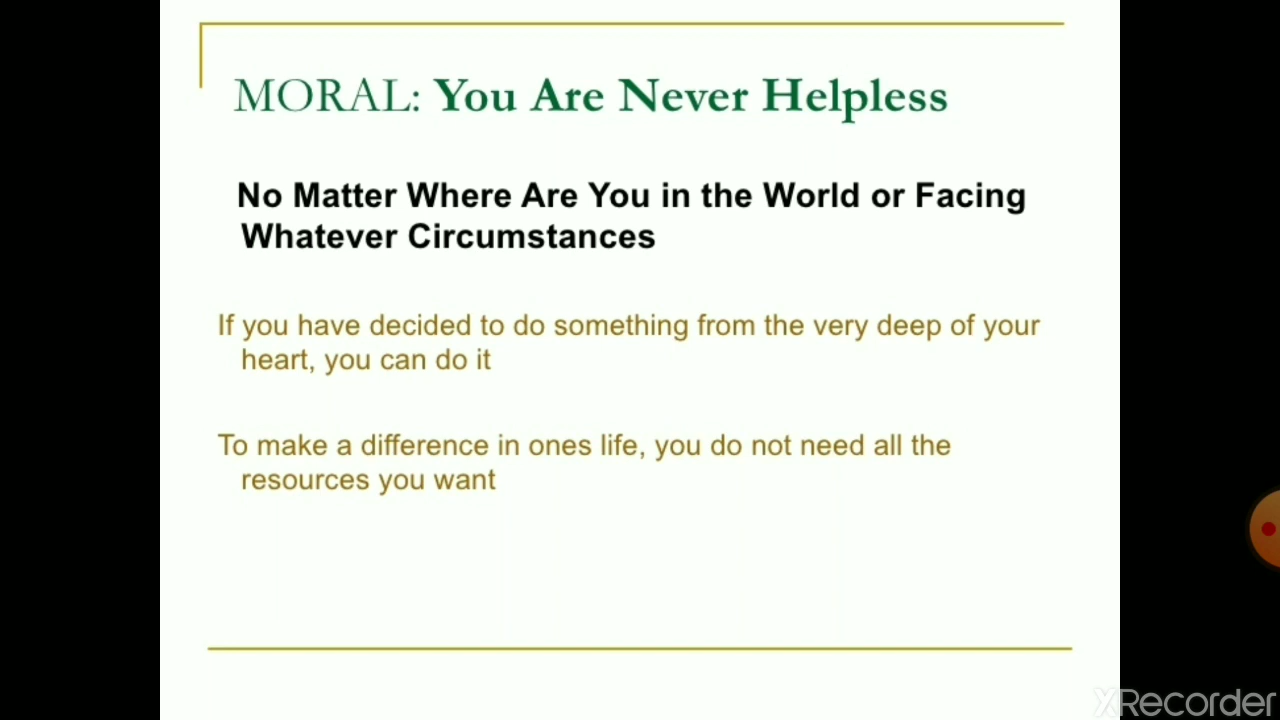 MORAL: You Are Never Helpless
No Matter Where Are You in the World or Facing
Whatever Circumstances
If you have decided to do something from the very deep of your
heart, you can do it
To make a difference in ones life, you do not need all the
resources you want
XRecorder